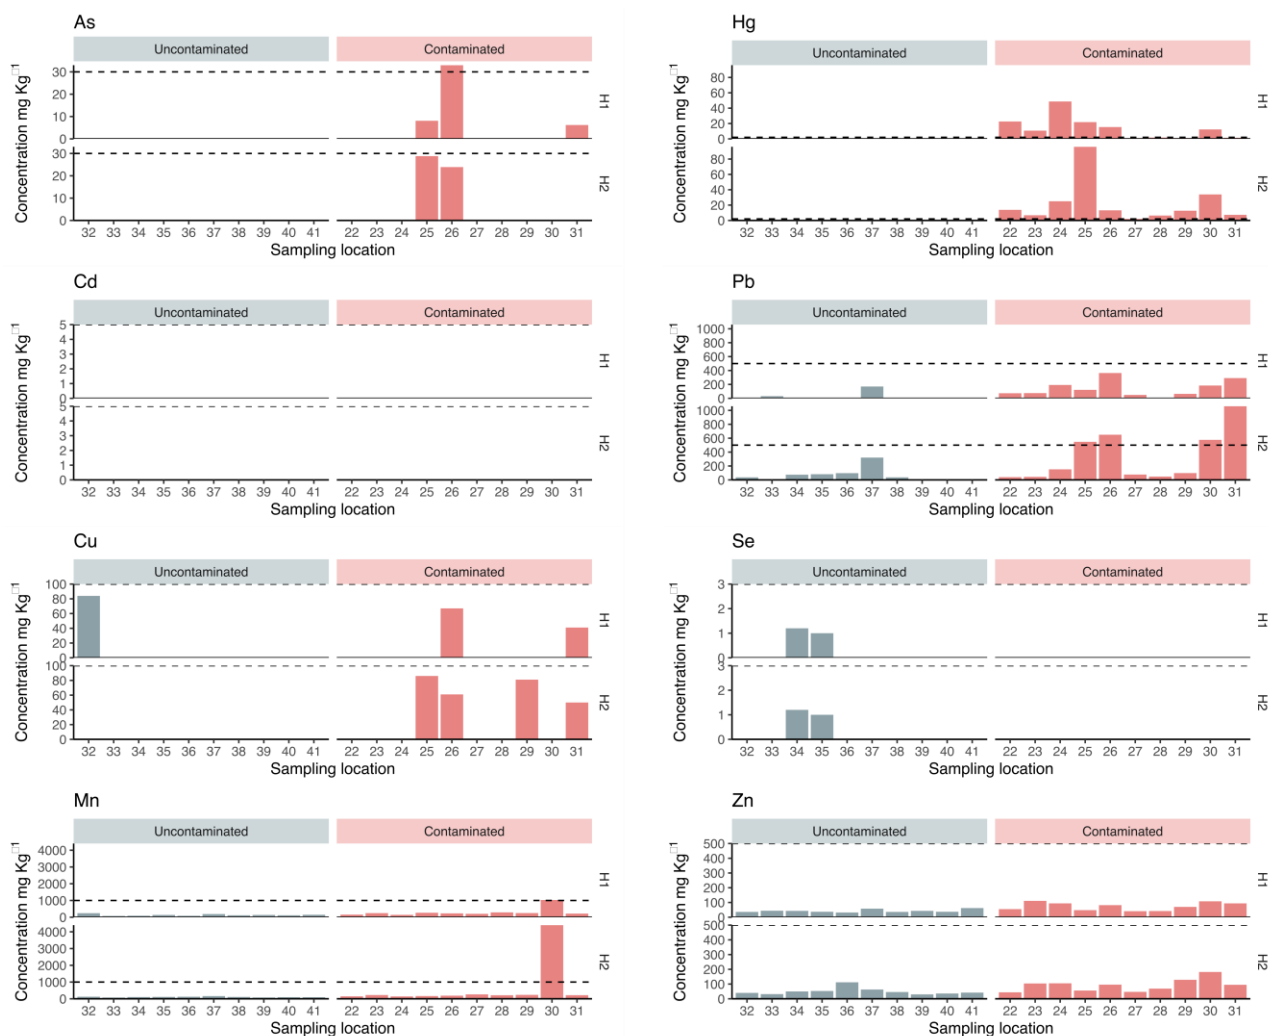 As
Uncontaminated Contaminated
Concentration mg Kg□1
30
20
10
0
H1
30
20
10
0
H2
32 33 34 35 36 37 38 39 40 41 22 23 24 25 26 27 28 29 30 31
Sampling location
Hg
Uncontaminated Contaminated
Concentration mg Kg□1
80
60
40
20
0
H1
80
60
40
20
0
H2
32 33 34 35 36 37 38 39 40 41 22 23 24 25 26 27 28 29 30 31
Sampling location
Cd
Uncontaminated Contaminated
Concentration mg Kg□1
5
4
3
2
1
0
H1
5
4
3
2
1
0
H2
32 33 34 35 36 37 38 39 40 41 22 23 24 25 26 27 28 29 30 31
Sampling location
Pb
Uncontaminated Contaminated
Concentration mg Kg□1
1000
800
600
400
200
0
H1
1000
800
600
400
200
0
H2
32 33 34 35 36 37 38 39 40 41 22 23 24 25 26 27 28 29 30 31
Sampling location
Cu
Uncontaminated Contaminated
Concentration mg Kg□1
100
80
60
40
20
0
H1
100
80
60
40
20
0
H2
32 33 34 35 36 37 38 39 40 41 22 23 24 25 26 27 28 29 30 31
Sampling location
Se
Uncontaminated Contaminated
Concentration mg Kg□1
3
2
1
0
H1
3
2
1
0
H2
32 33 34 35 36 37 38 39 40 41 22 23 24 25 26 27 28 29 30 31
Sampling location
Mn
Uncontaminated Contaminated
Concentration mg Kg□1
4000
3000
2000
1000
0
H1
4000
3000
2000
1000
0
H2
32 33 34 35 36 37 38 39 40 41 22 23 24 25 26 27 28 29 30 31
Sampling location
Zn
Uncontaminated Contaminated
Concentration mg Kg□1
500
400
300
200
100
0
H1
500
400
300
200
100
0
H2
32 33 34 35 36 37 38 39 40 41 22 23 24 25 26 27 28 29 30 31
Sampling location